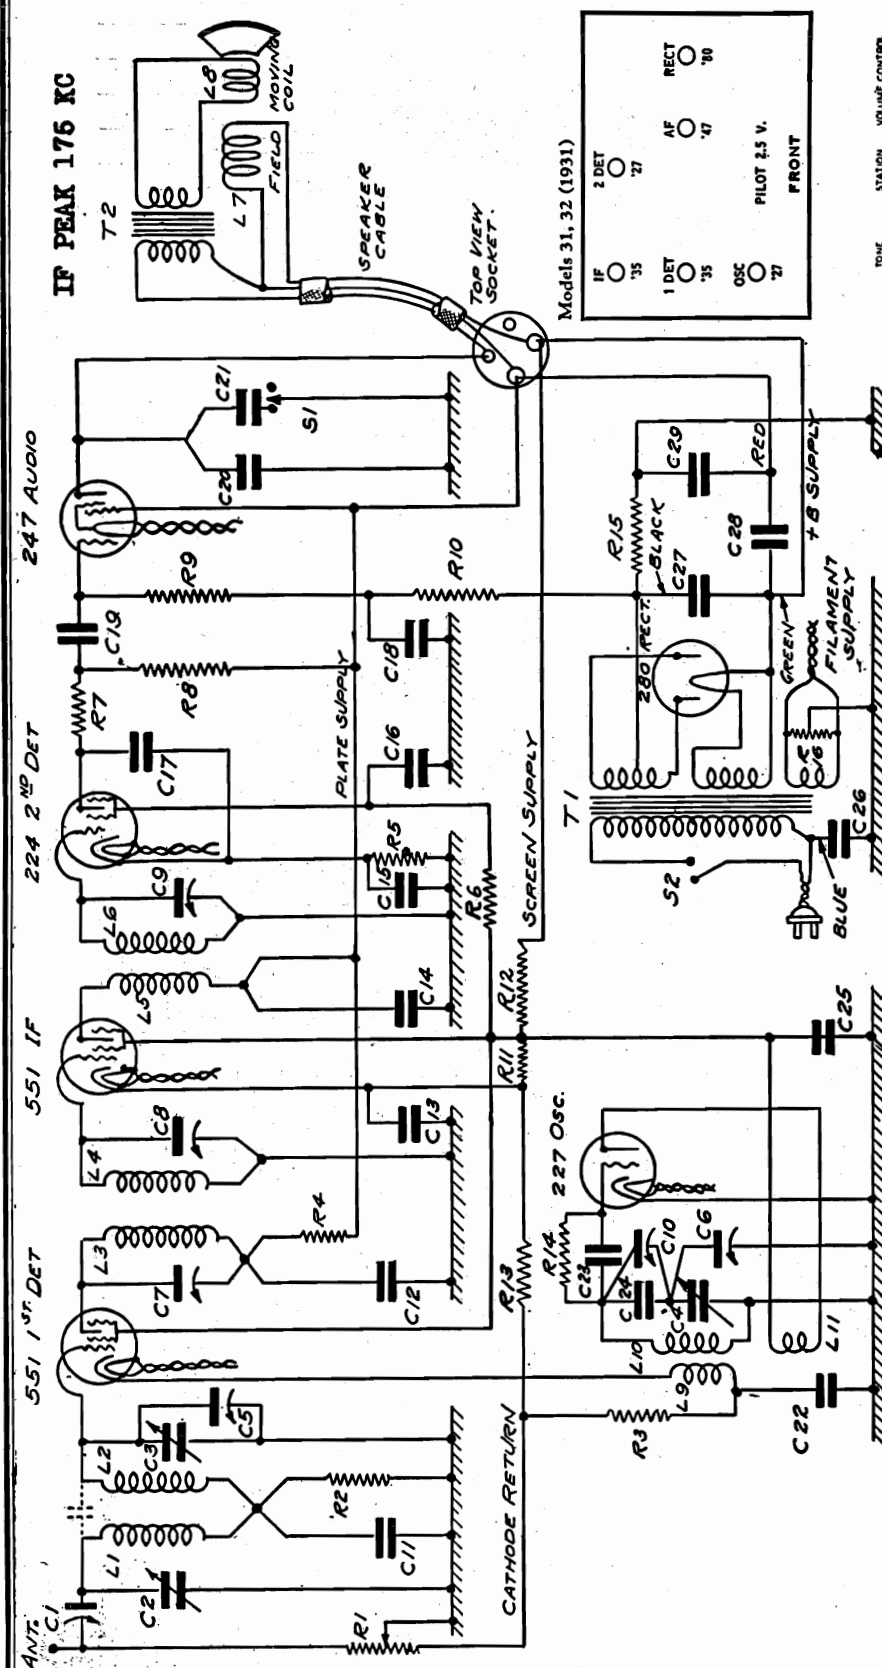 IF PEAK 175 KC
T2
L8
MOVING
COIL
L7
FIELD
SPEAKER
CABLE
TOP VIEW
SOCKET.
Models 31, 32 (1931)
IF
'35
2 DET
'27
RECT
'80
1 DET
'35
AF
'47
OSC
'27
PILOT 2.5 V.
FRONT
TONE
STATION
VOLUME CONTROL
247 AUDIO
C20
C21
S1
C19
R9
R10
R7
R8
C18
224 2ND DET
C17
C16
PLATE SUPPLY
L6
C9
R5
C15
R6
551 IF
L5
C14
R12
R11
SCREEN SUPPLY
L4
C8
C13
551 1ST. DET
L3
C7
R4
C12
R13
L2
C3
C5
L1
R2
C11
ANT.
C1
C2
R1
CATHODE RETURN
R15
C29
RED
BLACK
C27
C28
+B SUPPLY
280 RECT.
GREEN
FILAMENT
SUPPLY
R16
T1
C26
S2
BLUE
C25
227 OSC.
R14
C23
C24
C10
C6
C4
L10
L11
L9
R3
C22